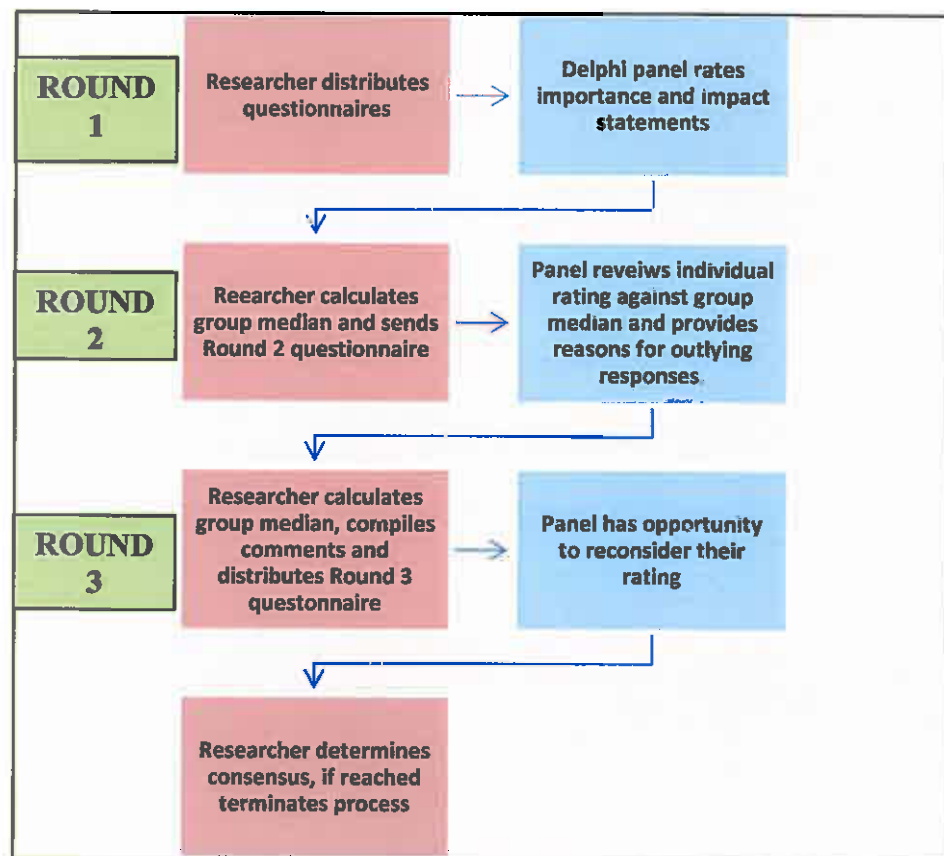 ROUND
1
Researcher distributes
questionnaires
Delphi panel rates
importance and impact
statements
ROUND
2
Reearcher calculates
group median and sends
Round 2 questionnaire
Panel reveiws individual
rating against group
median and provides
reasons for outlying
responses
ROUND
3
Researcher calculates
group median, compiles
comments and
distributes Round 3
questonnaire
Panel has opportunity
to reconsider their
rating
Researcher determines
consensus, if reached
terminates process